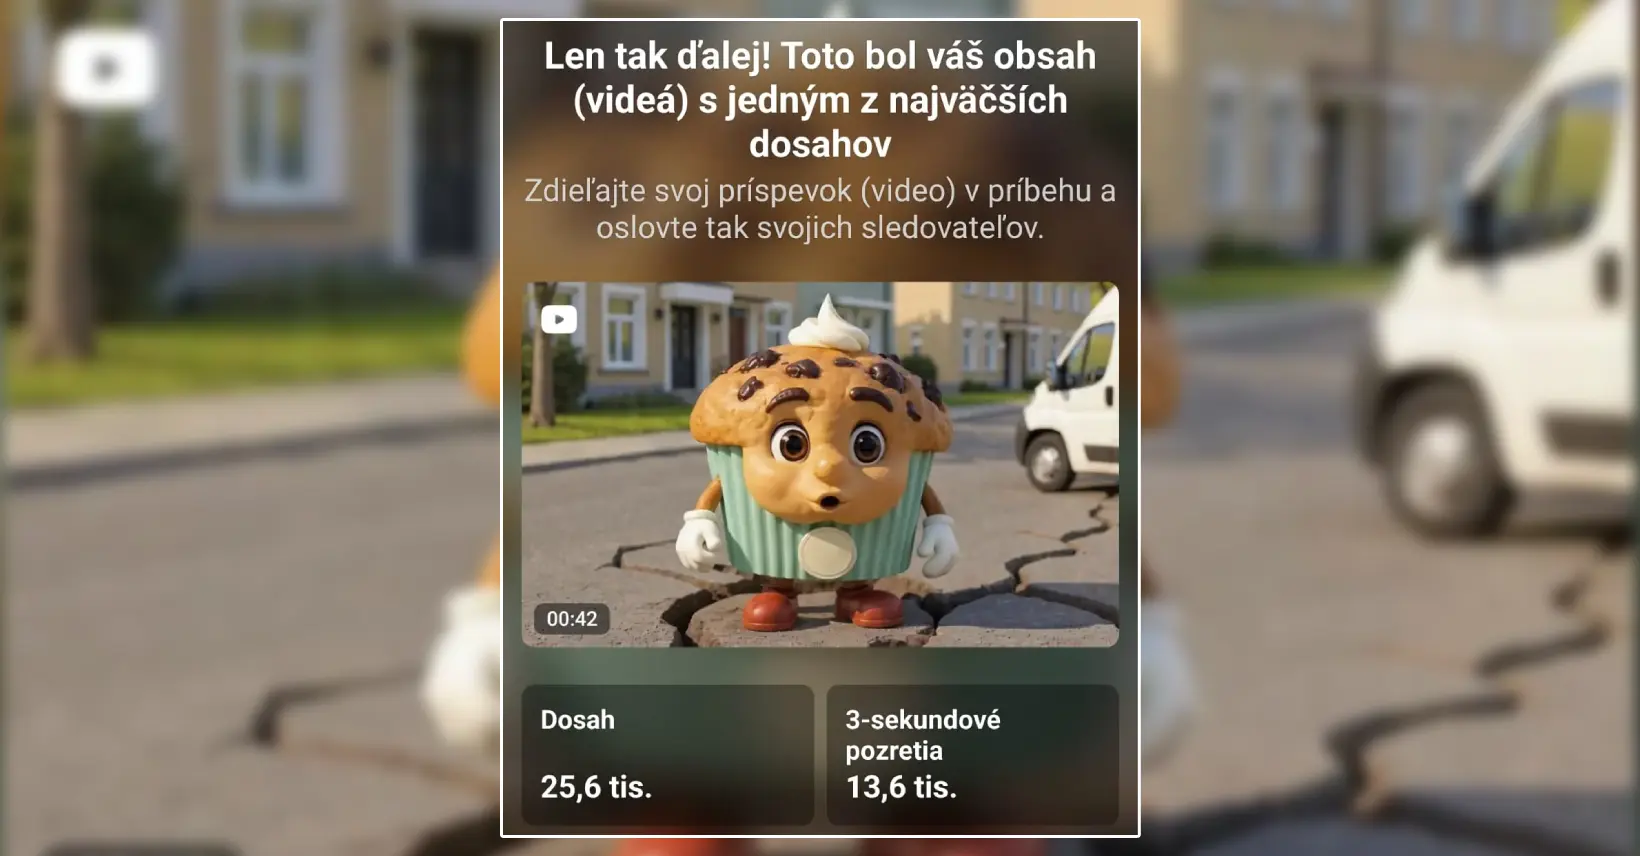 Len tak ďalej! Toto bol váš obsah
(videá) s jedným z najväčších
dosahov
Zdieľajte svoj príspevok (video) v príbehu a
oslovte tak svojich sledovateľov.
00:42
Dosah
25,6 tis.
3-sekundové
pozretia
13,6 tis.